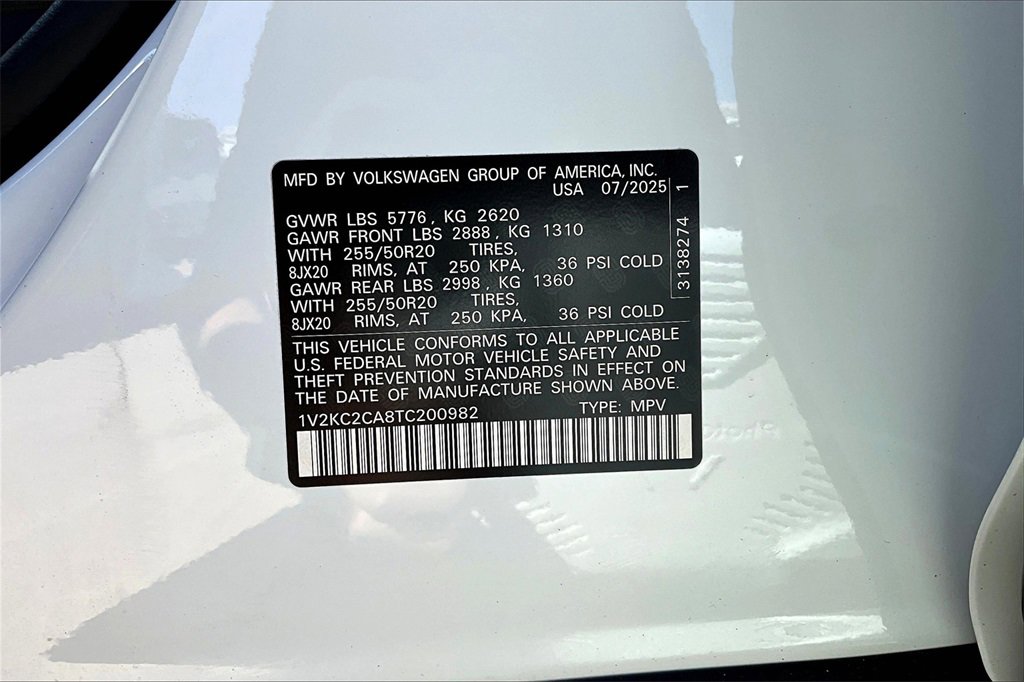 MFD BY VOLKSWAGEN GROUP OF AMERICA, INC.
USA 07/2025
GVWR LBS 5776, KG 2620
GAWR FRONT LBS 2888, KG 1310
WITH 255/50R20 TIRES,
8JX20 RIMS, AT 250 KPA, 36 PSI COLD
GAWR REAR LBS 2998, KG 1360
WITH 255/50R20 TIRES,
8JX20 RIMS, AT 250 KPA, 36 PSI COLD
3138274 1
THIS VEHICLE CONFORMS TO ALL APPLICABLE
U.S. FEDERAL MOTOR VEHICLE SAFETY AND
THEFT PREVENTION STANDARDS IN EFFECT ON
THE DATE OF MANUFACTURE SHOWN ABOVE.
1V2KC2CA8TC200982 TYPE: MPV